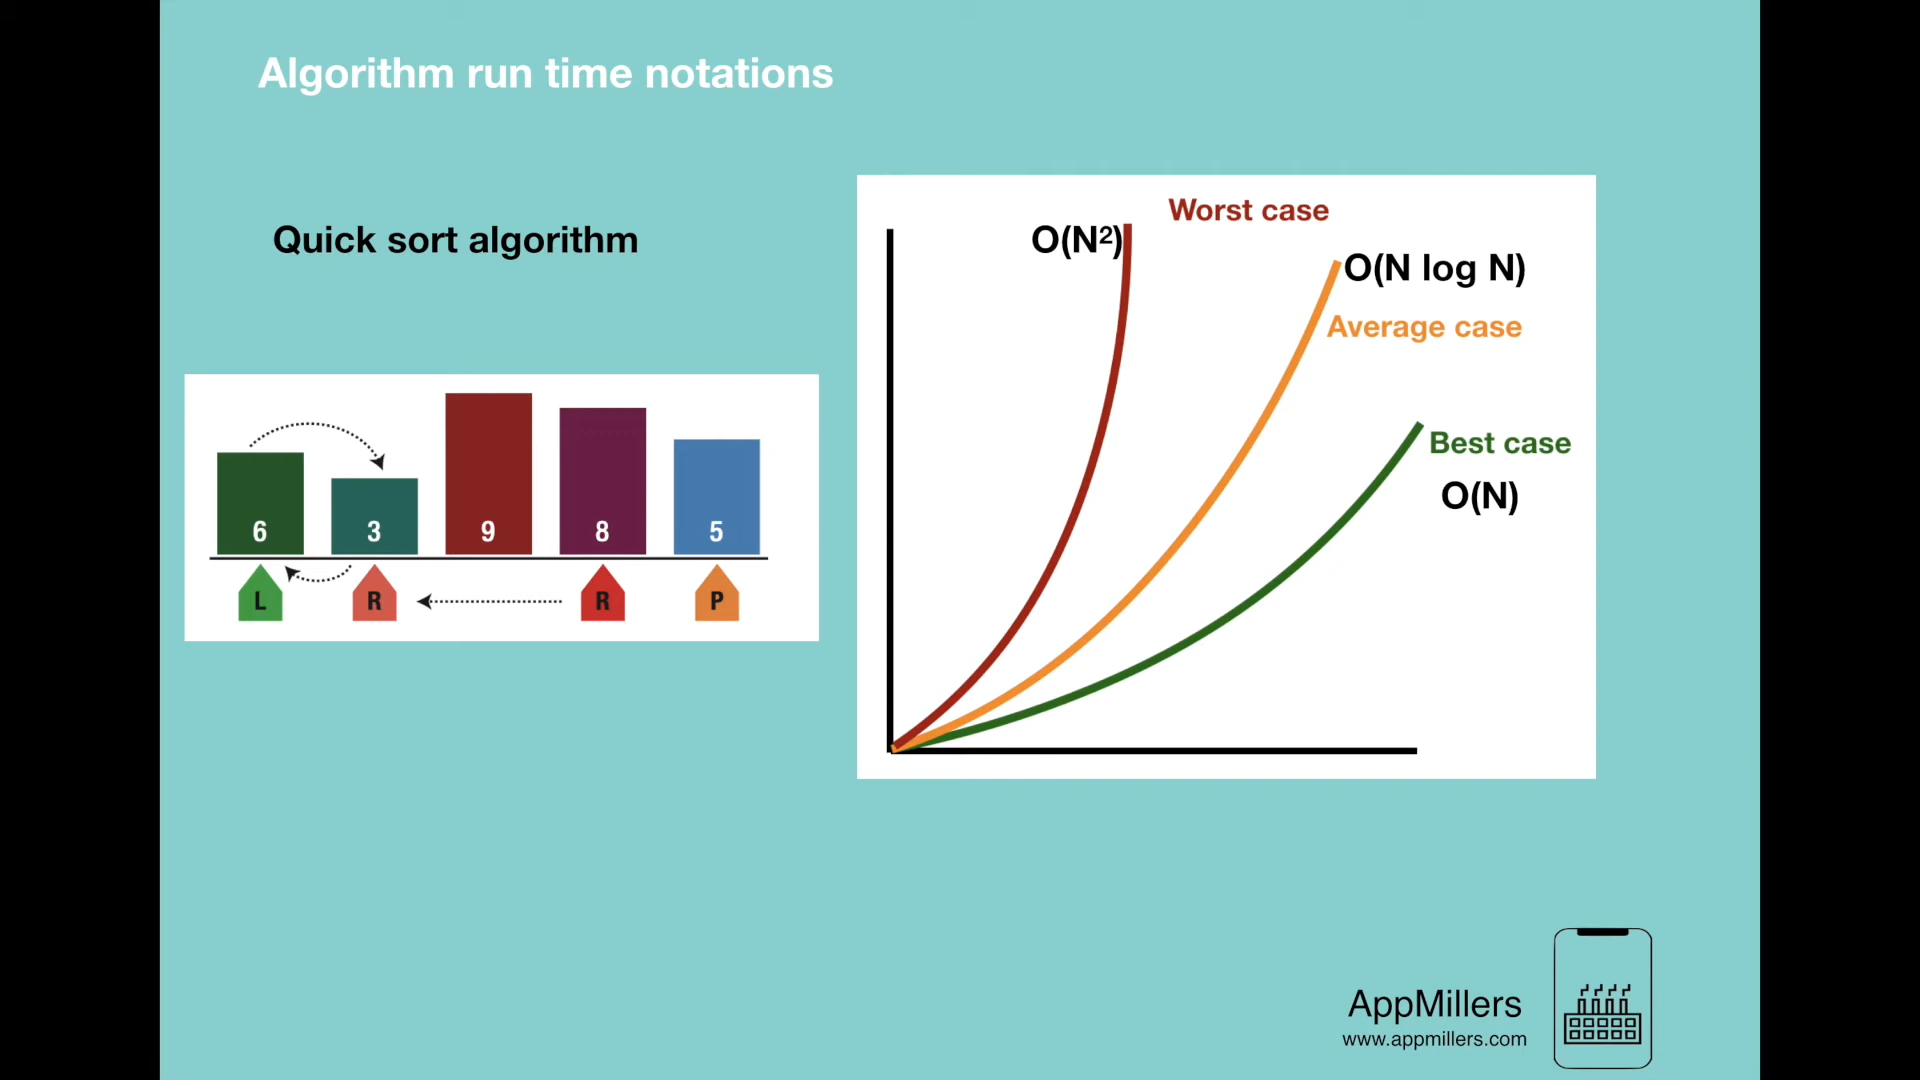 Algorithm run time notations
Quick sort algorithm
6 3 9 8 5
L R R P
Worst case
O(N²)
O(N log N)
Average case
Best case
O(N)
AppMillers
www.appmillers.com